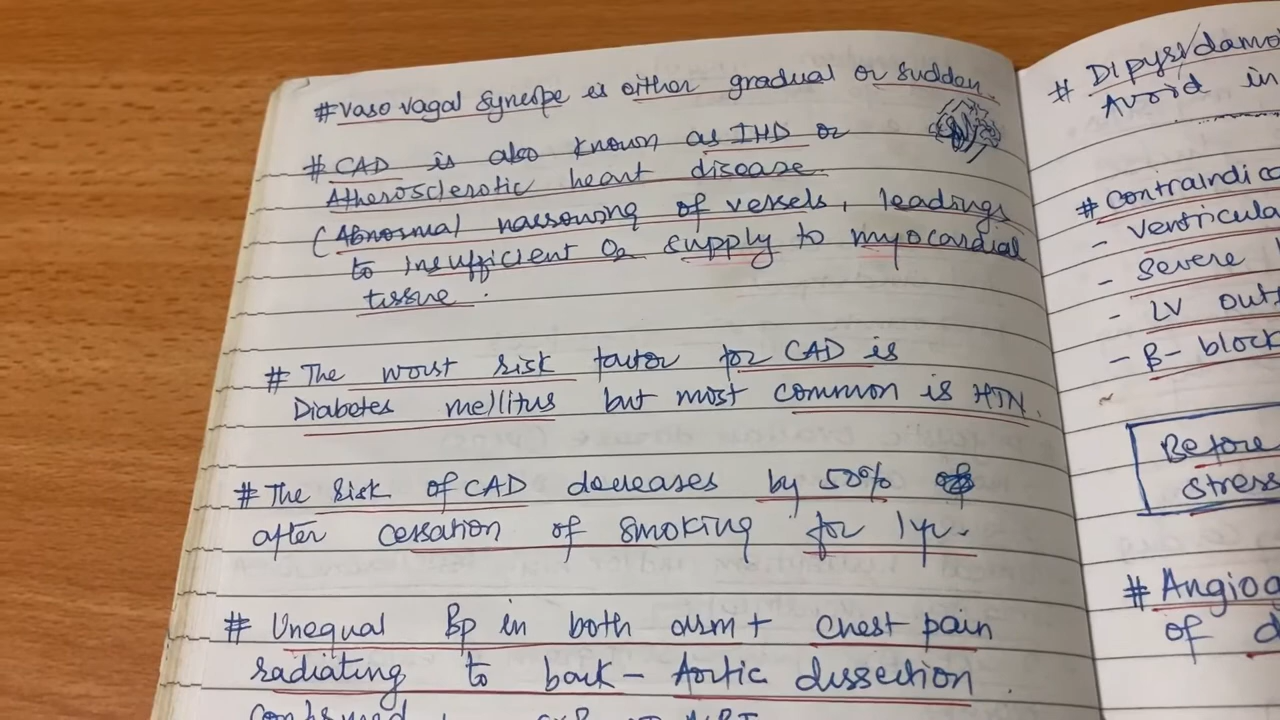 # Vaso vagal syncope is either gradual or sudden.
# CAD is also known as IHD or
Atherosclerotic heart disease
(Abnormal narrowing of vessels, leadings
to insufficient O2 supply to myocardial
tissue.
# The worst risk factor for CAD is
Diabetes mellitus but most common is HTN.
# The risk of CAD decreases by 50%
after cessation of smoking for 1yr.
# Unequal Bp in both arm + chest pain
radiating to back - Aortic dissection.
# Dipy
Avoid in
# contraindic
- ventricula
- severe
- LV out
- B-block
Before
stress
# Angiog
of d